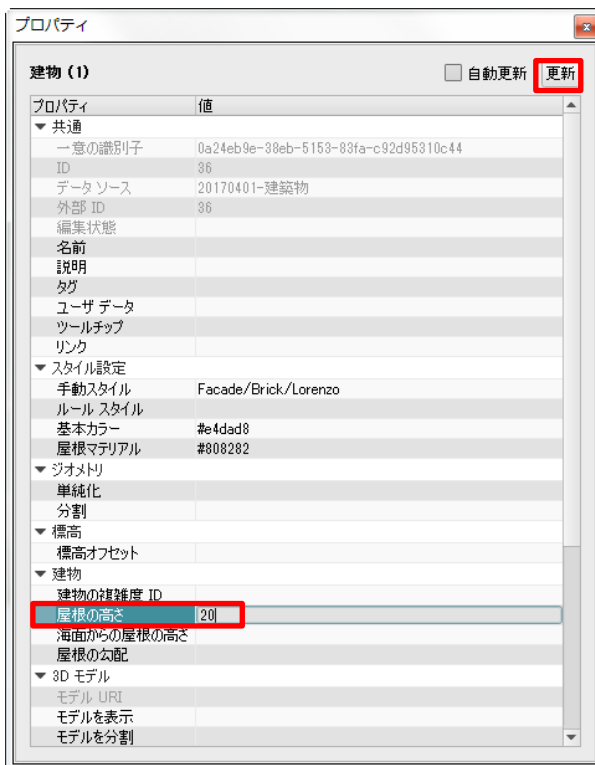 プロパティ
建物 (1) 自動更新 更新
プロパティ 値
共通
一意の識別子 0a24eb9e-38eb-5153-83fa-c92d95310c44
ID 36
データ ソース 20170401-建築物
外部 ID 36
編集状態
名前
説明
タグ
ユーザ データ
ツールチップ
リンク
スタイル設定
手動スタイル Facade/Brick/Lorenzo
ルール スタイル
基本カラー #e4dad8
屋根マテリアル #808282
ジオメトリ
単純化
分割
標高
標高オフセット
建物
建物の複雑度 ID
屋根の高さ 20
海面からの屋根の高さ
屋根の勾配
3D モデル
モデル URI
モデルを表示
モデルを分割